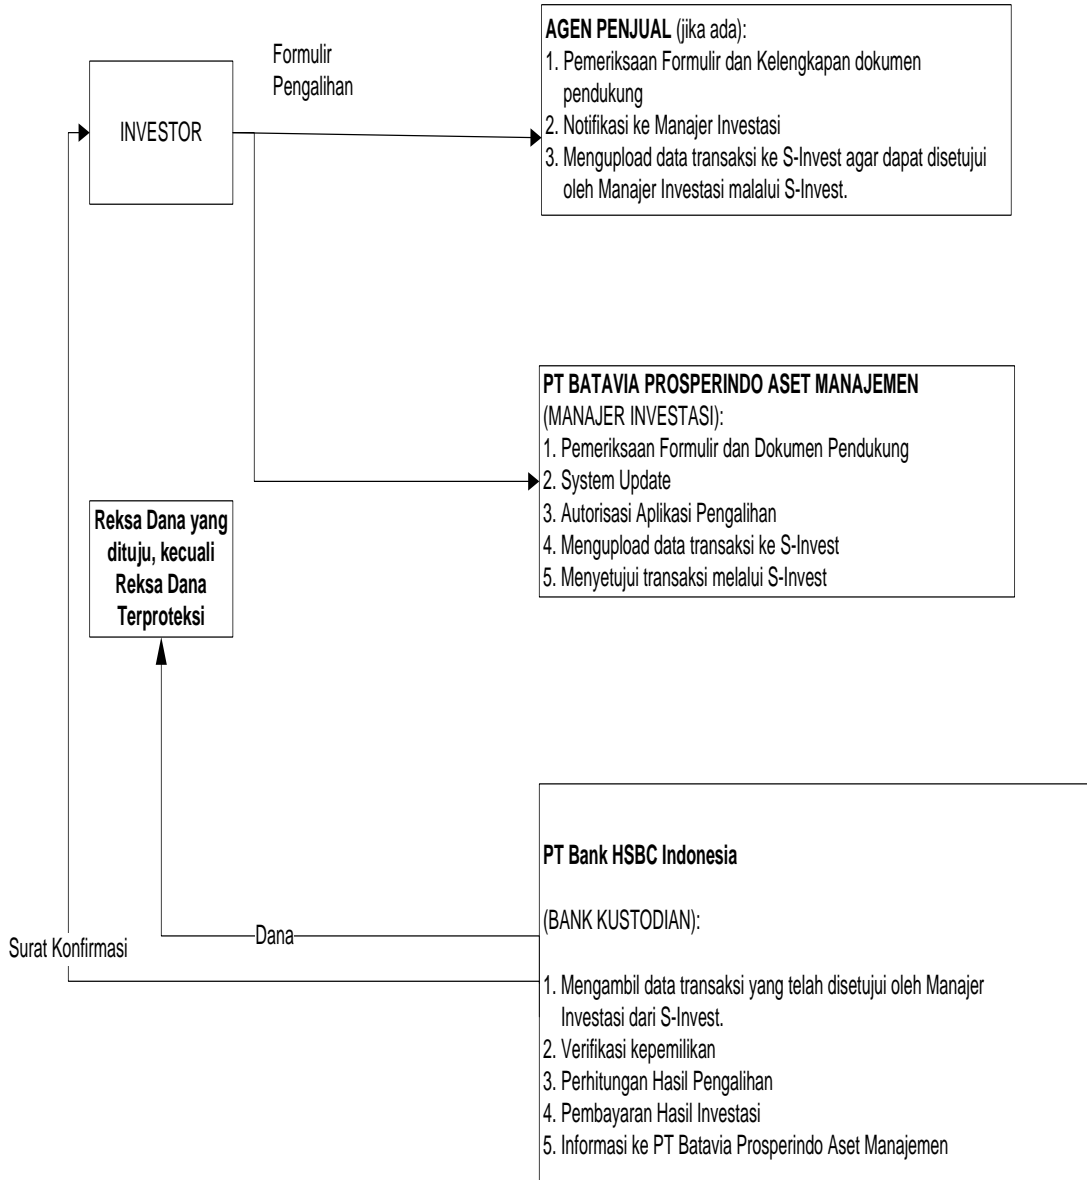 Formulir
Pengalihan
INVESTOR
AGEN PENJUAL (jika ada):
1. Pemeriksaan Formulir dan Kelengkapan dokumen
pendukung
2. Notifikasi ke Manajer Investasi
3. Mengupload data transaksi ke S-Invest agar dapat disetujui
oleh Manajer Investasi malalui S-Invest.
PT BATAVIA PROSPERINDO ASET MANAJEMEN
(MANAJER INVESTASI):
1. Pemeriksaan Formulir dan Dokumen Pendukung
2. System Update
3. Autorisasi Aplikasi Pengalihan
4. Mengupload data transaksi ke S-Invest
5. Menyetujui transaksi melalui S-Invest
Reksa Dana yang
dituju, kecuali
Reksa Dana
Terproteksi
Dana
Surat Konfirmasi
PT Bank HSBC Indonesia
(BANK KUSTODIAN):
1. Mengambil data transaksi yang telah disetujui oleh Manajer
Investasi dari S-Invest.
2. Verifikasi kepemilikan
3. Perhitungan Hasil Pengalihan
4. Pembayaran Hasil Investasi
5. Informasi ke PT Batavia Prosperindo Aset Manajemen